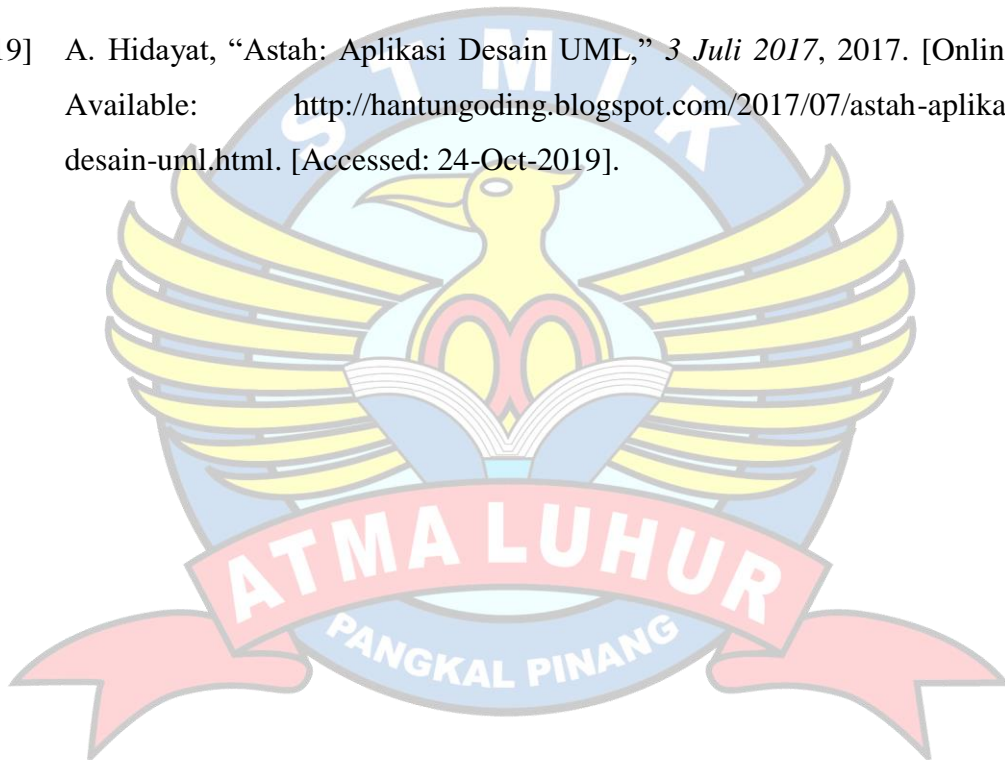 19] A. Hidayat, “Astah: Aplikasi Desain UML,” 3 Juli 2017, 2017. [Onlin
Available: http://hantungoding.blogspot.com/2017/07/astah-aplika
desain-uml.html. [Accessed: 24-Oct-2019].
STMIK
ATMA LUHUR
PANGKAL PINANG